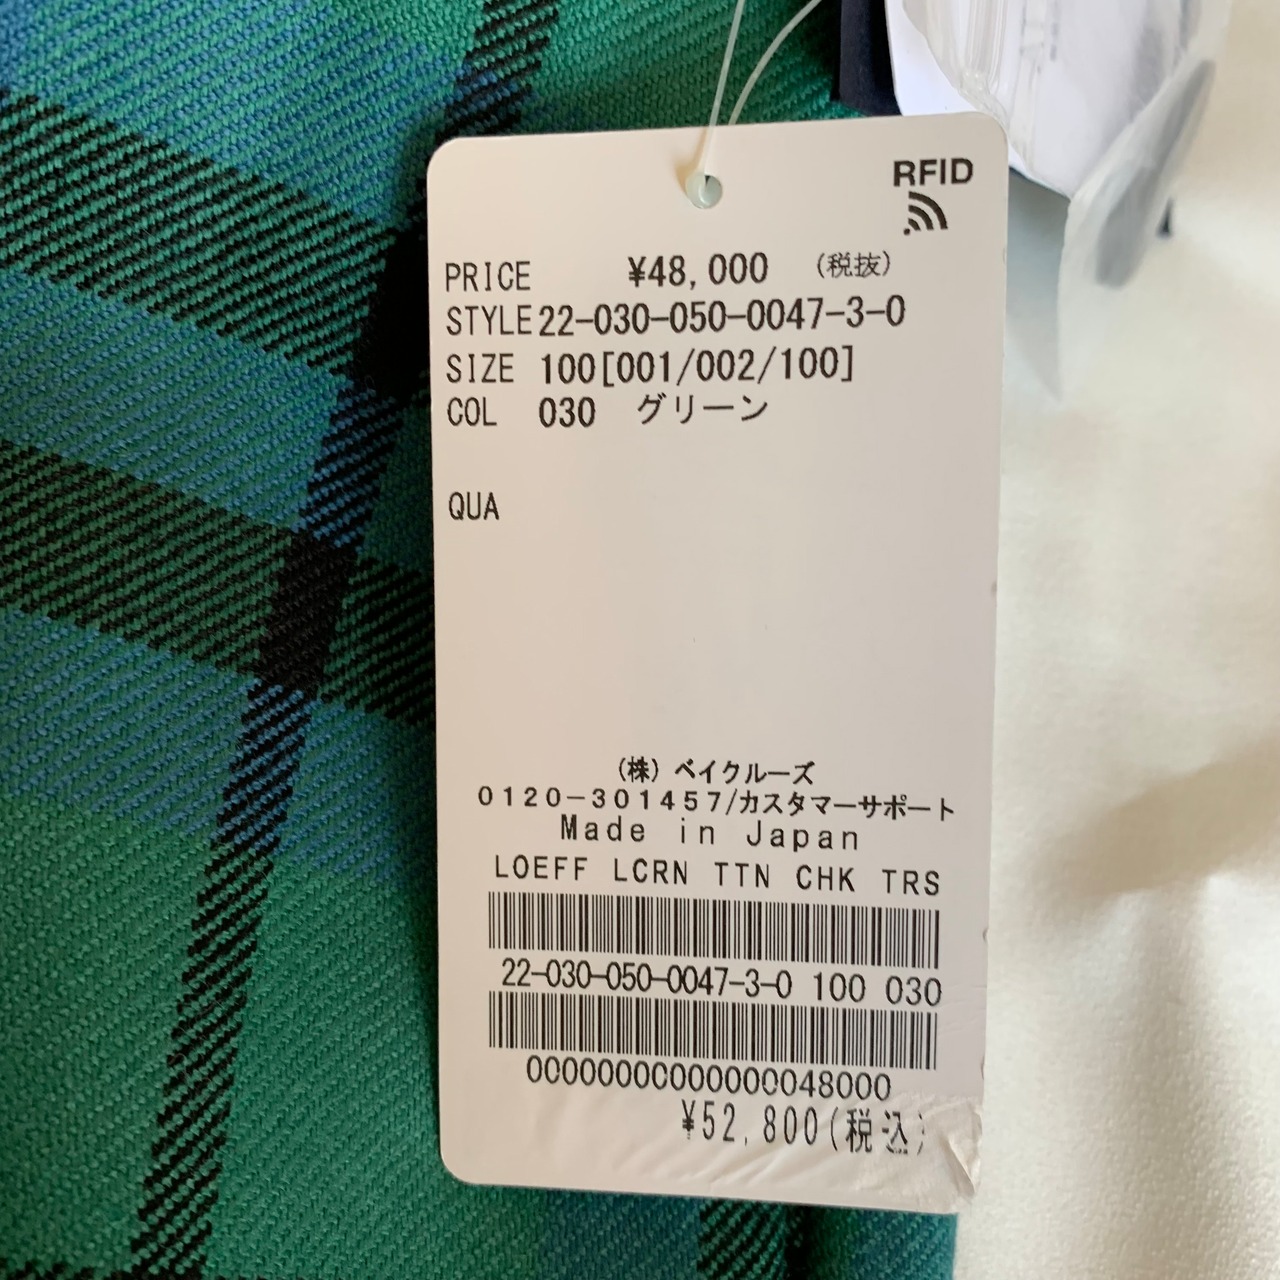 RFID
PRICE ¥48,000 (税抜)
STYLE 22-030-050-0047-3-0
SIZE 100[001/002/100]
COL 030 グリーン
QUA
(株)ベイクルーズ
0120-301457/カスタマーサポート
Made in Japan
LOEFF LCRN TTN CHK TRS
22-030-050-0047-3-0 100 030
¥52,800(税込)